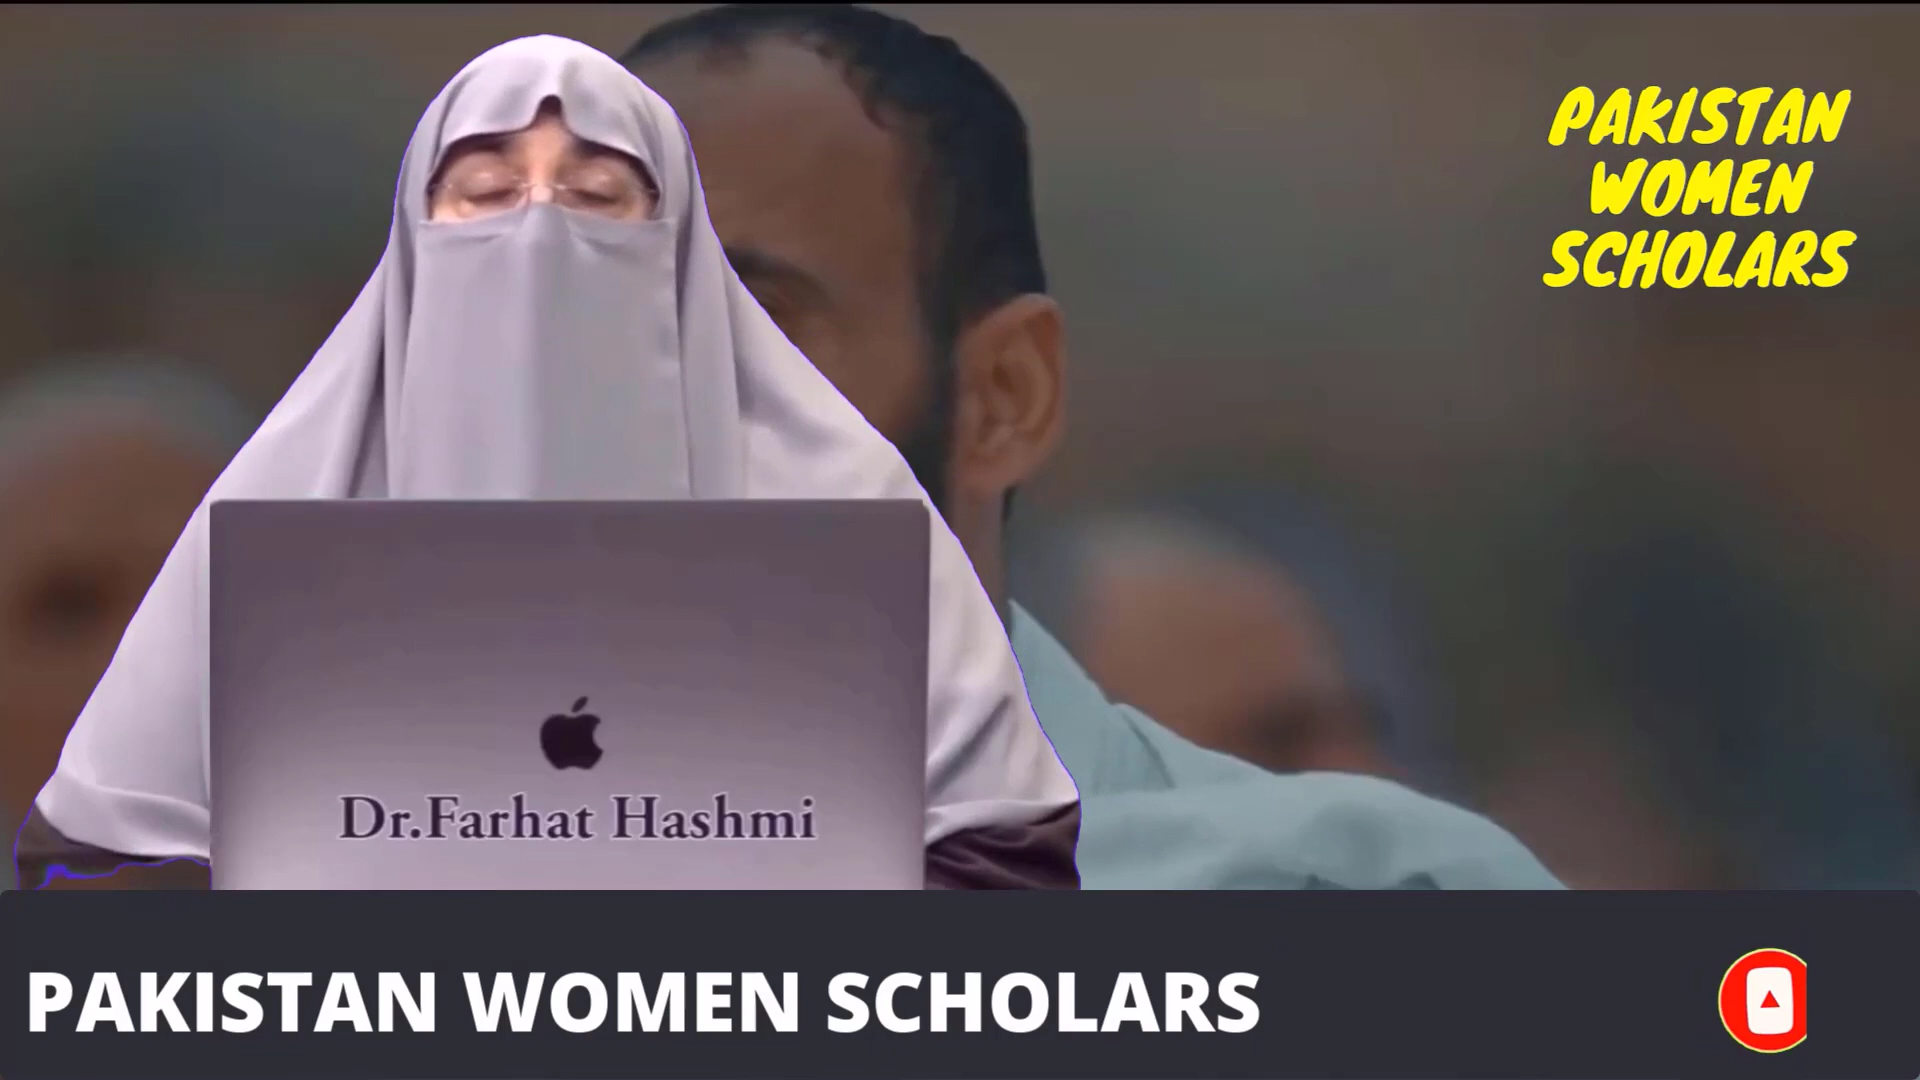 PAKISTAN
WOMEN
SCHOLARS
Dr.Farhat Hashmi
PAKISTAN WOMEN SCHOLARS